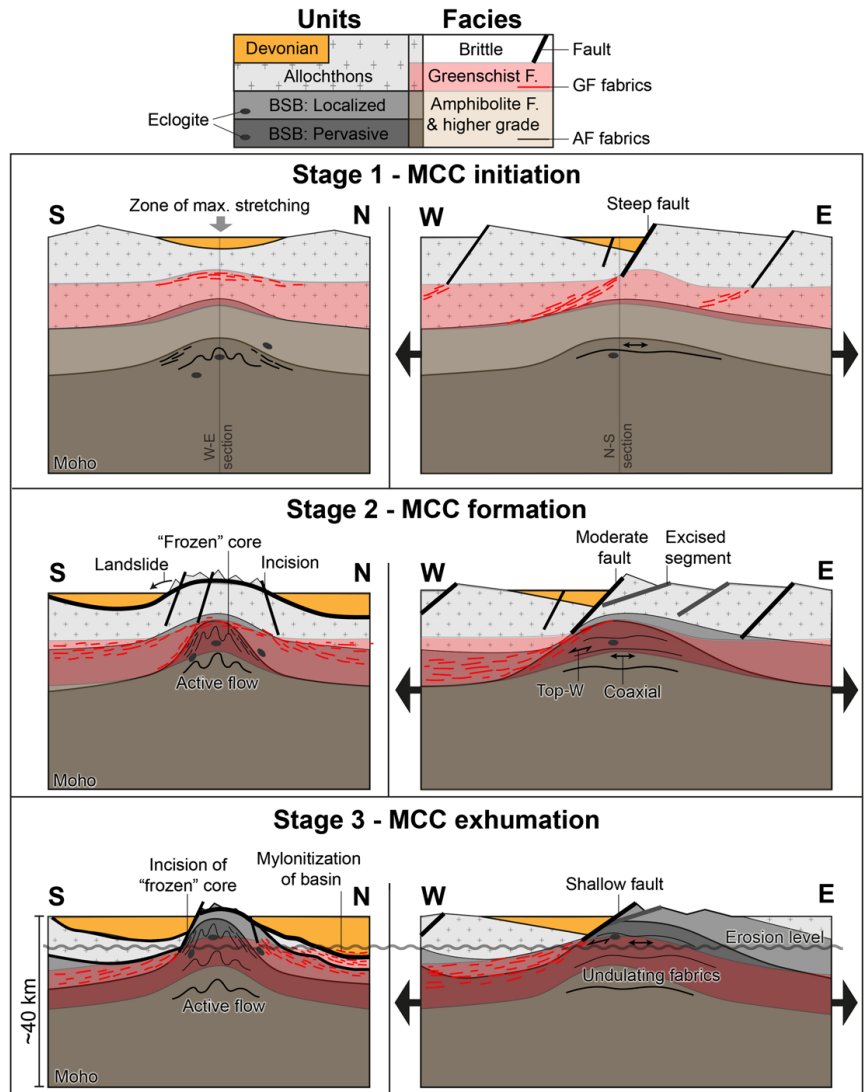 Units
Facies
Devonian
Brittle
Fault
Allochthons
Greenschist F.
GF fabrics
Eclogite
BSB: Localized
Amphibolite F.
& higher grade
BSB: Pervasive
AF fabrics
Stage 1 - MCC initiation
S
Zone of max. stretching
N
W
Steep fault
E
W-E
section
N-S
section
Moho
Stage 2 - MCC formation
"Frozen" core
S
Landslide
Incision
N
W
Moderate
fault
Excised
segment
E
Active flow
Top-W
Coaxial
Moho
Stage 3 - MCC exhumation
S
Incision of
"frozen" core
Mylonitization
of basin
N
W
Shallow fault
E
Erosion level
~40 km
Active flow
Undulating fabrics
Moho